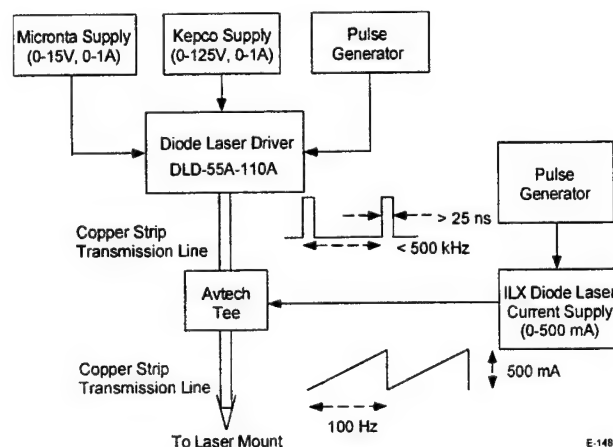 Micronta Supply
(0-15V, 0-1A)
Kepco Supply
(0-125V, 0-1A)
Pulse
Generator
Diode Laser Driver
DLD-55A-110A
Pulse
Generator
Copper Strip
Transmission Line
> 25 ns
< 500 kHz
Avtech
Tee
ILX Diode Laser
Current Supply
(0-500 mA)
Copper Strip
Transmission Line
500 mA
100 Hz
To Laser Mount